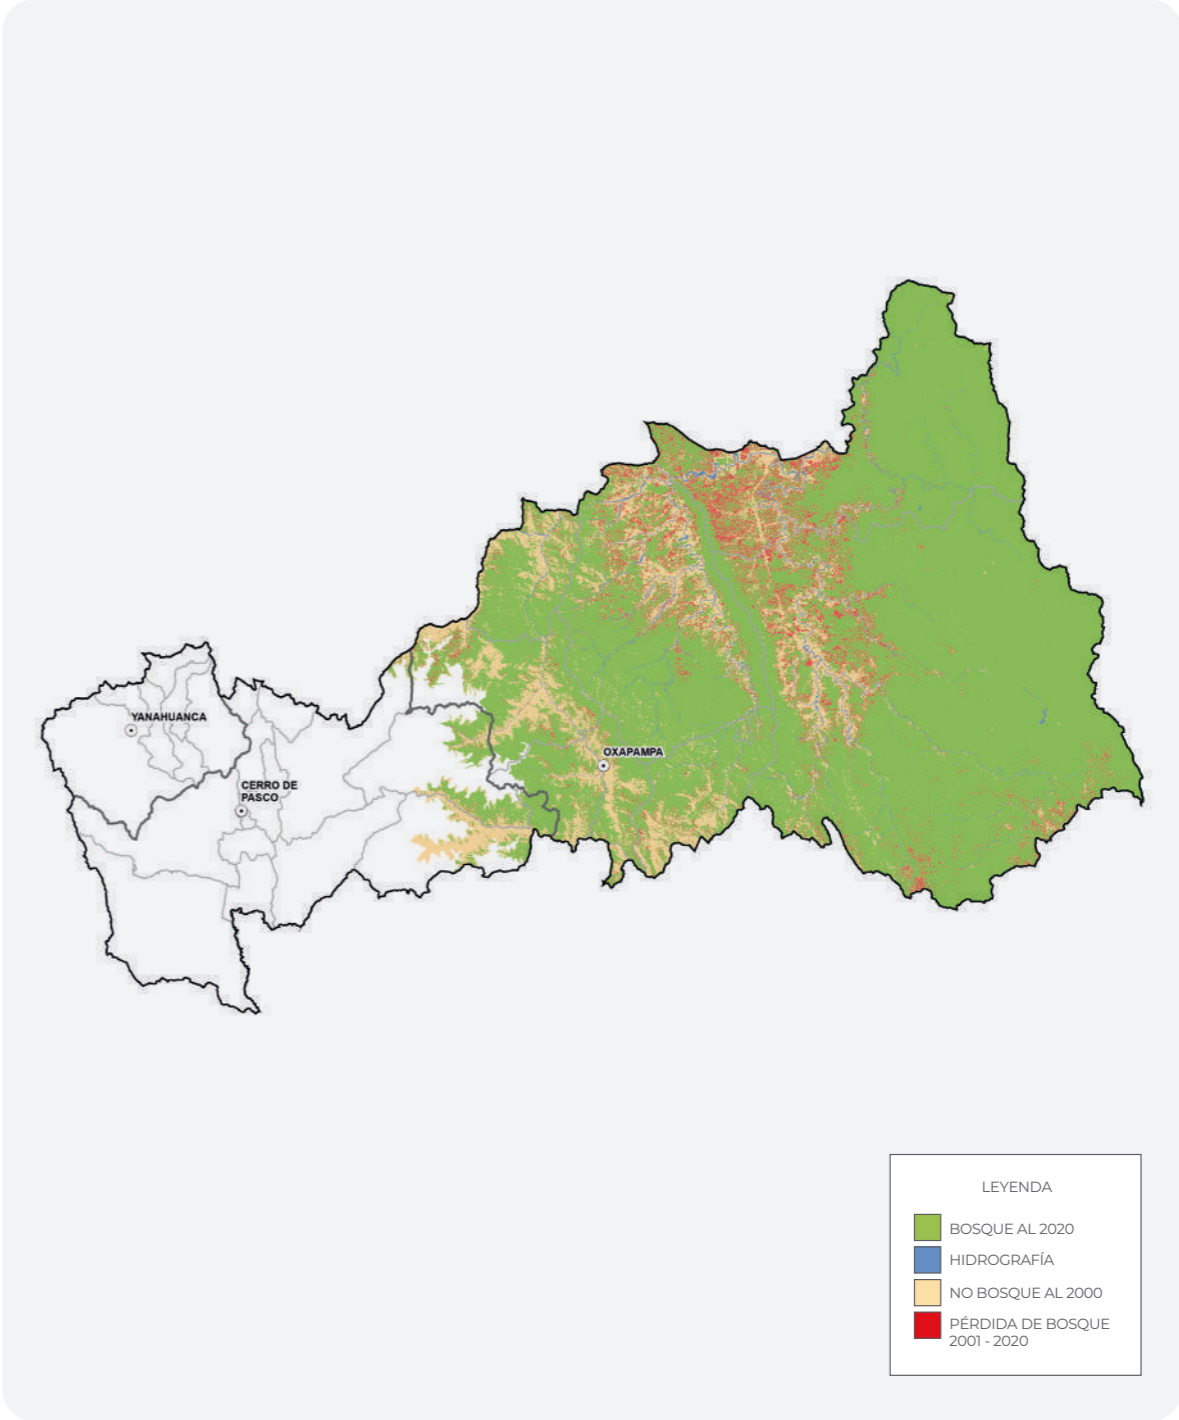 YANAHUANCA
OXAPAMPA
CERRO DE
PASCO
LEYENDA
BOSQUE AL 2020
HIDROGRAFÍA
NO BOSQUE AL 2000
PÉRDIDA DE BOSQUE
2001 - 2020